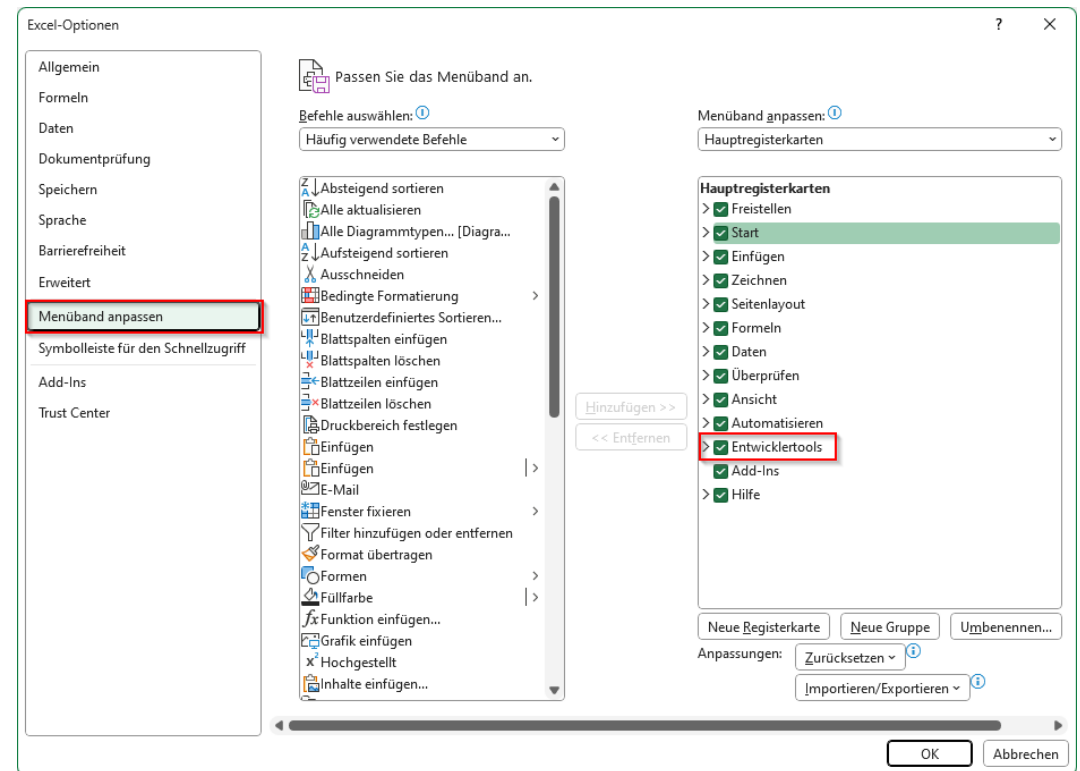 Excel-Optionen
?
Allgemein
Formeln
Daten
Dokumentprüfung
Speichern
Sprache
Barrierefreiheit
Erweitert
Menüband anpassen
Symbolleiste für den Schnellzugriff
Add-Ins
Trust Center
Passen Sie das Menüband an.
Befehle auswählen:
Häufig verwendete Befehle
Absteigend sortieren
Alle aktualisieren
Alle Diagrammtypen... [Diagra...
Aufsteigend sortieren
Ausschneiden
Bedingte Formatierung
Benutzerdefiniertes Sortieren...
Blattspalten einfügen
Blattspalten löschen
Blattzeilen einfügen
Blattzeilen löschen
Druckbereich festlegen
Einfügen
Einfügen
E-Mail
Fenster fixieren
Filter hinzufügen oder entfernen
Format übertragen
Formen
Füllfarbe
Funktion einfügen...
Grafik einfügen
Hochgestellt
Inhalte einfügen...
Hinzufügen >>
<< Entfernen
Menüband anpassen:
Hauptregisterkarten
Hauptregisterkarten
Freistellen
Start
Einfügen
Zeichnen
Seitenlayout
Formeln
Daten
Überprüfen
Ansicht
Automatisieren
Entwicklertools
Add-Ins
Hilfe
Neue Registerkarte
Neue Gruppe
Umbenennen...
Anpassungen:
Zurücksetzen
Importieren/Exportieren
OK
Abbrechen